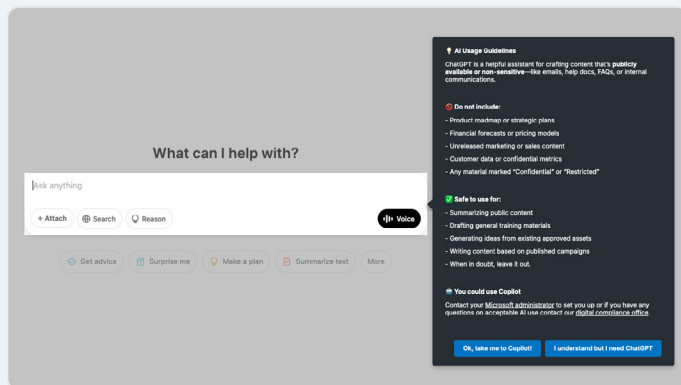 What can I help with?
Ask anything
+ Attach
Search
Reason
Voice
Get advice
Surprise me
Make a plan
Summarize text
More
AI Usage Guidelines
ChatGPT is a helpful assistant for crafting content that's publicly
available or non-sensitive—like emails, help docs, FAQs, or internal
communications.
Do not include:
- Product roadmap or strategic plans
- Financial forecasts or pricing models
- Unreleased marketing or sales content
- Customer data or confidential metrics
- Any material marked "Confidential" or "Restricted"
Safe to use for:
- Summarizing public content
- Drafting general training materials
- Generating ideas from existing approved assets
- Writing content based on published campaigns
- When in doubt, leave it out.
You could use Copilot
Contact your Microsoft administrator to set you up or if you have any
questions on acceptable AI use contact our digital compliance office.
Ok, take me to Copilot!
I understand but I need ChatGPT